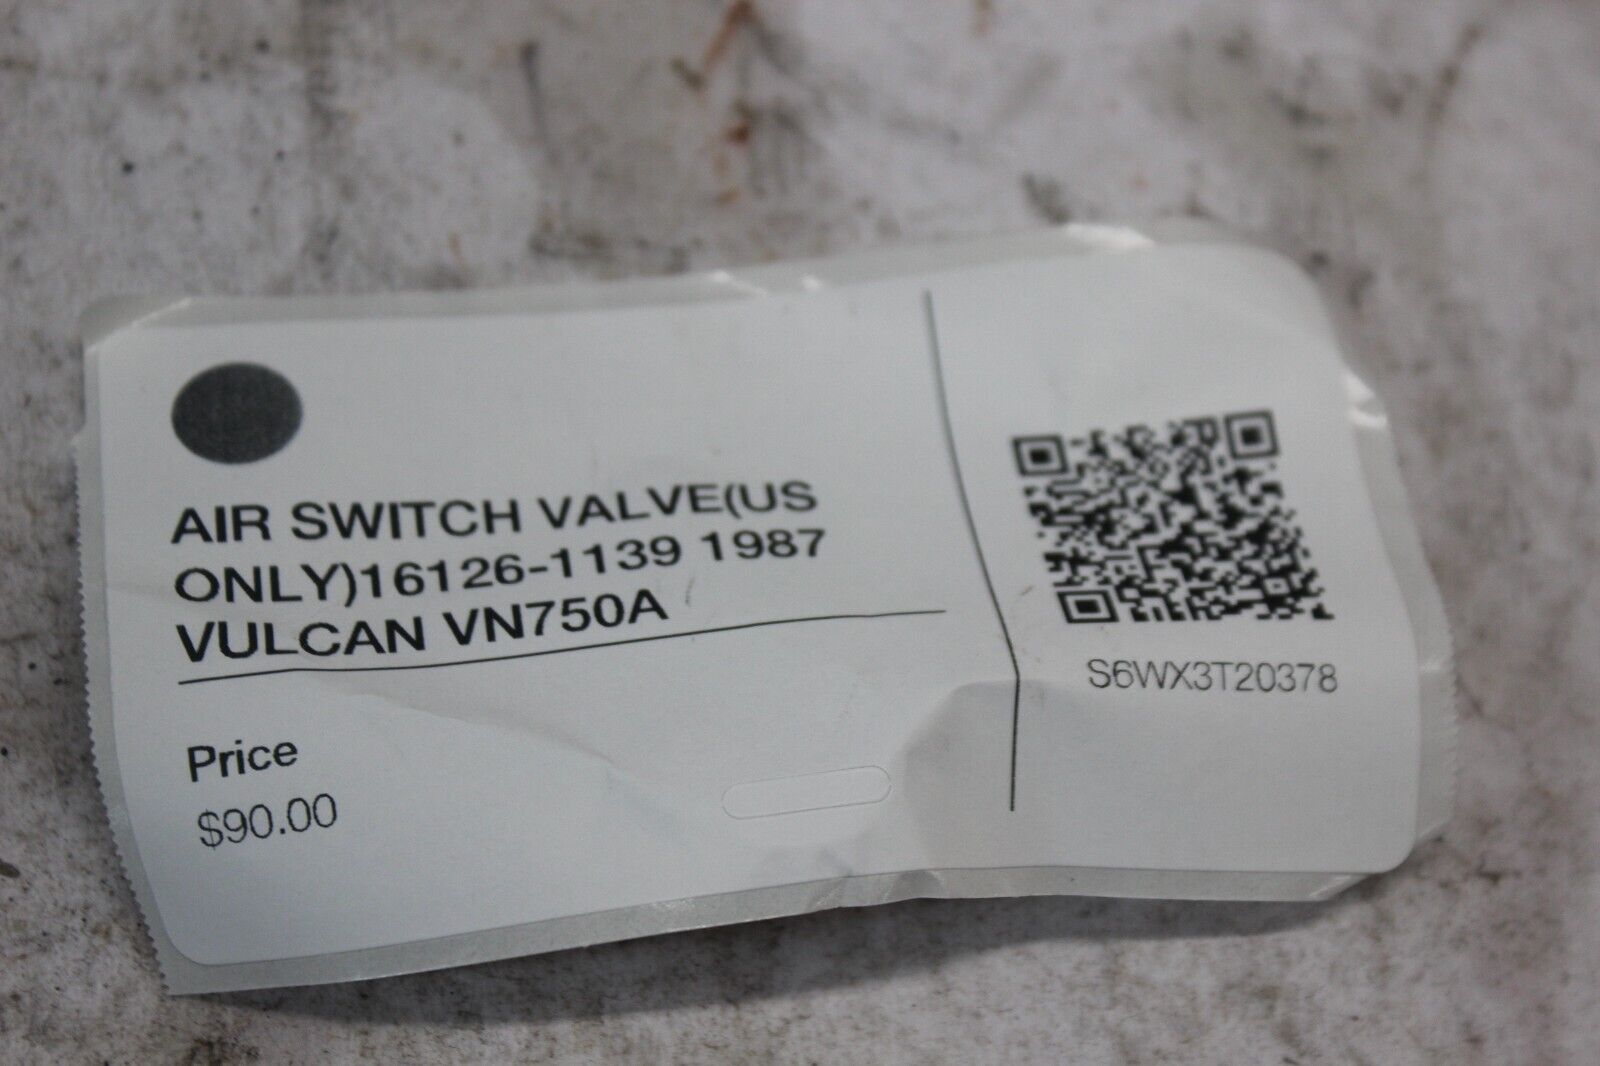 AIR SWITCH VALVE(US
ONLY)16126-1139 1987
VULCAN VN750A
Price
$90.00
S6WX3T20378